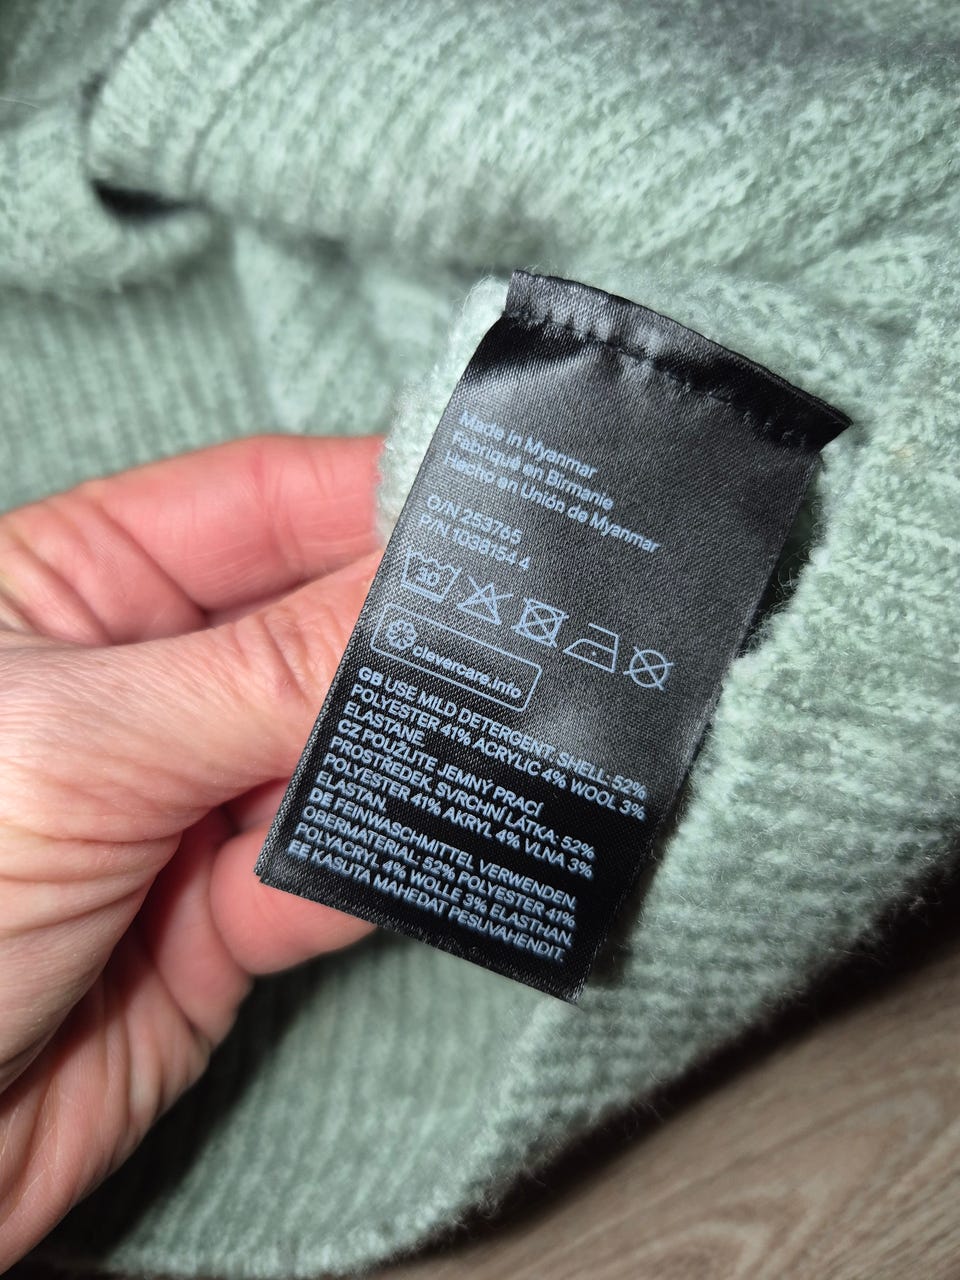 Made in Myanmar
Fabriqué en Birmanie
Hecho en Unión de Myanmar
O/N 253765
P/N 1038754 4
30
clevercare.info
GB USE MILD DETERGENT. SHELL: 52%
POLYESTER 41% ACRYLIC 4% WOOL 3%
ELASTANE
CZ POUŽIJTE JEMNÝ PRACÍ
PROSTŘEDEK. SVRCHNÍ LÁTKA: 52%
POLYESTER 41% AKRYL 4% VLNA 3%
ELASTAN.
DE FEINWASCHMITTEL VERWENDEN.
OBERMATERIAL: 52% POLYESTER 41%
POLYACRYL 4% WOLLE 3% ELASTHAN.
EE KASUTA MAHEDAT PESUVAHENDIT.